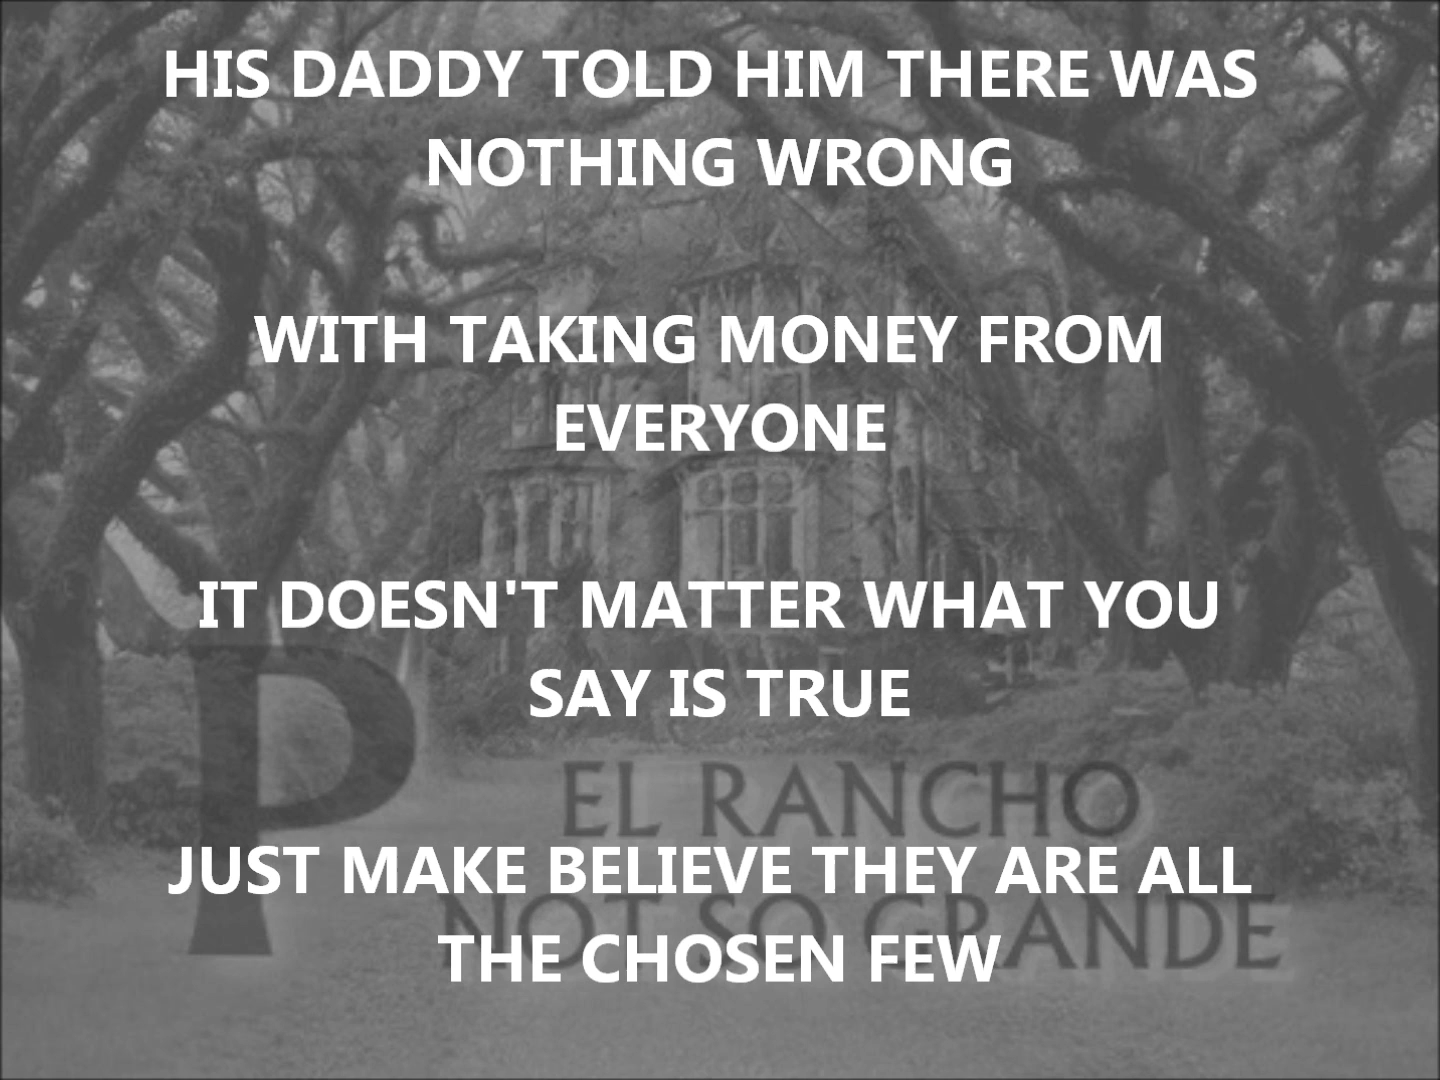 HIS DADDY TOLD HIM THERE WAS
NOTHING WRONG
WITH TAKING MONEY FROM
EVERYONE
IT DOESN'T MATTER WHAT YOU
SAY IS TRUE
P
EL RANCHO
JUST MAKE BELIEVE THEY ARE ALL
NOT SO GRANDE
THE CHOSEN FEW